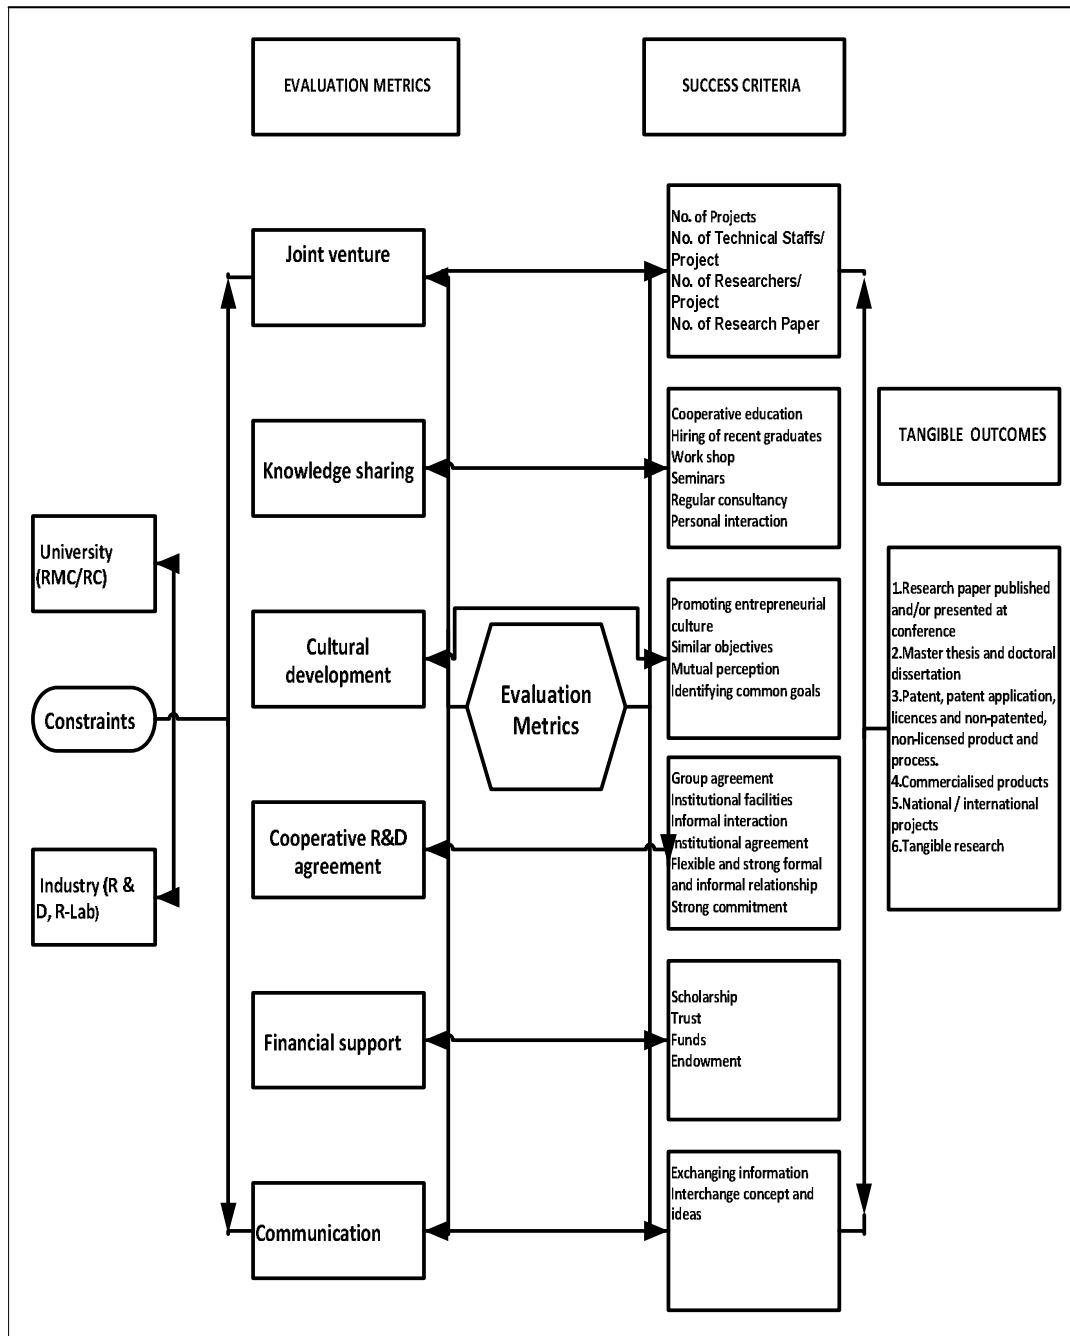 EVALUATION METRICS
SUCCESS CRITERIA
Joint venture
No. of Projects
No. of Technical Staffs/
Project
No. of Researchers/
Project
No. of Research Paper
Knowledge sharing
Cooperative education
Hiring of recent graduates
Work shop
Seminars
Regular consultancy
Personal interaction
TANGIBLE OUTCOMES
University
(RMC/RC)
Constraints
Industry (R &
D, R-Lab)
Cultural
development
Evaluation
Metrics
Promoting entrepreneurial
culture
Similar objectives
Mutual perception
Identifying common goals
1.Research paper published
and/or presented at
conference
2.Master thesis and doctoral
dissertation
3.Patent, patent application,
licences and non-patented,
non-licensed product and
process.
4.Commercialised products
5.National / international
projects
6.Tangible research
Cooperative R&D
agreement
Group agreement
Institutional facilities
Informal interaction
Institutional agreement
Flexible and strong formal
and informal relationship
Strong commitment
Financial support
Scholarship
Trust
Funds
Endowment
Communication
Exchanging information
Interchange concept and
ideas